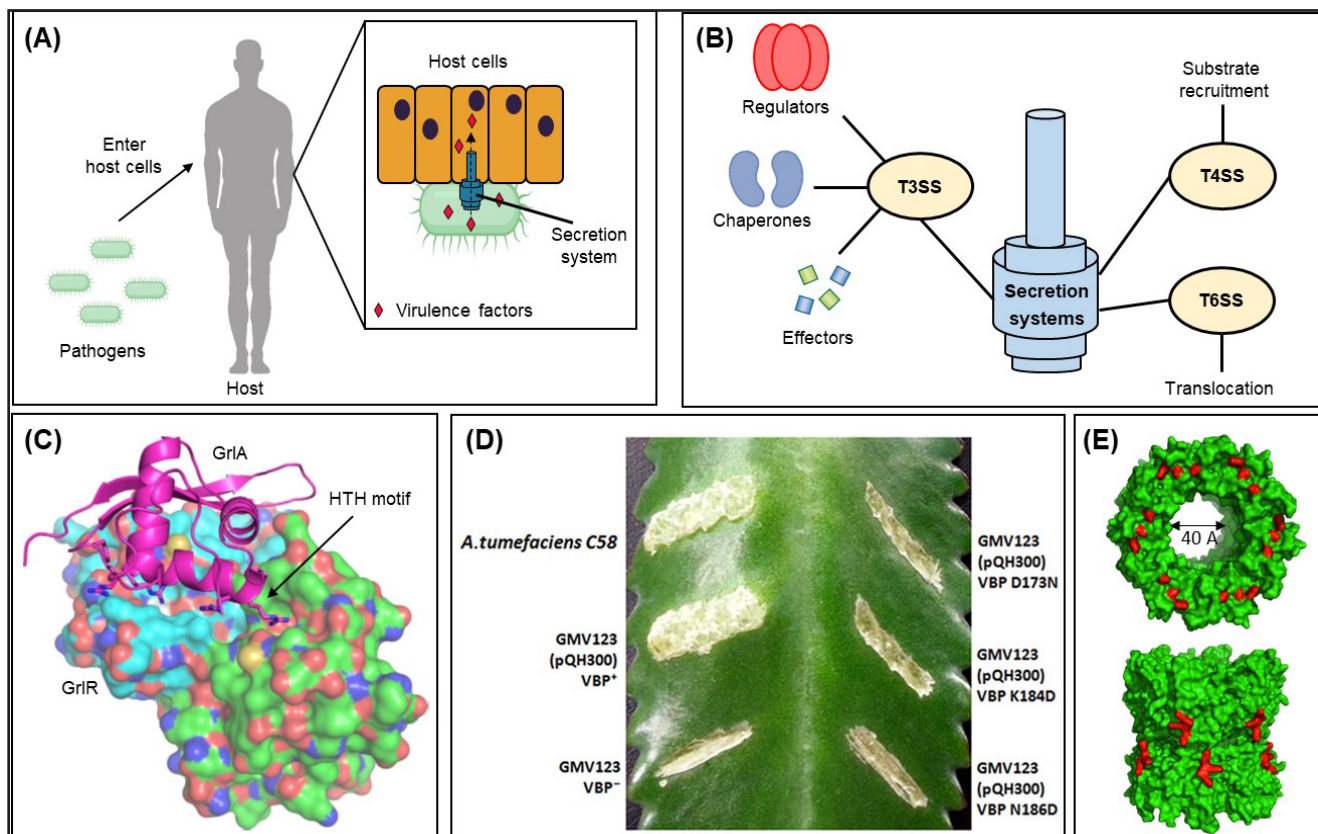 (A)
Host cells
Enter
host cells
Secretion
system
Virulence factors
Pathogens
Host
(B)
Regulators
Chaperones
Effectors
T3SS
Secretion
systems
Substrate
recruitment
T4SS
T6SS
Translocation
(C)
GrlA
HTH motif
GrlR
(D)
A.tumefaciens C58
GMV123
(pQH300)
VBP⁺
GMV123
VBP⁻
GMV123
(pQH300)
VBP D173N
GMV123
(pQH300)
VBP K184D
GMV123
(pQH300)
VBP N186D
(E)
40 A